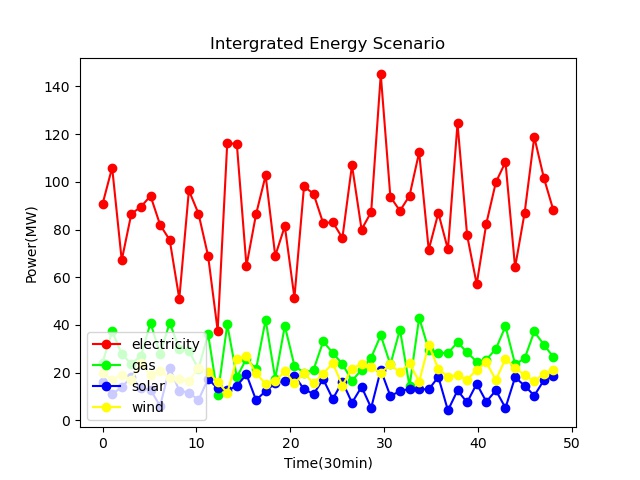 Intergrated Energy Scenario
Power(MW)
140
120
100
80
60
40
20
0
electricity
gas
solar
wind
0
10
20
30
40
50
Time(30min)